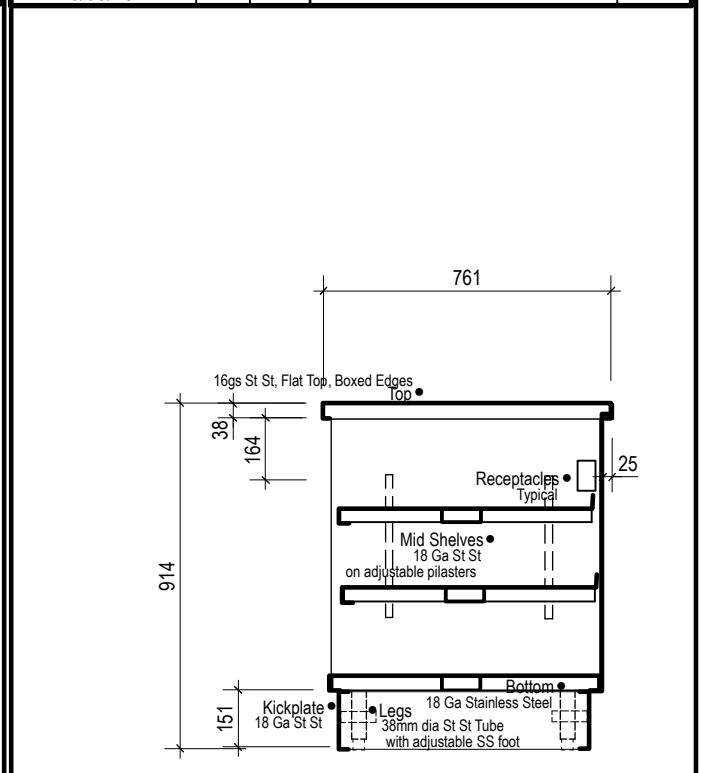 761
16gs St St, Flat Top, Boxed Edges
Top
38
164
25
Receptacles
Typical
Mid Shelves
18 Ga St St
on adjustable pilasters
914
Bottom
18 Ga Stainless Steel
151
Kickplate
18 Ga St St
Legs
38mm dia St St Tube
with adjustable SS foot